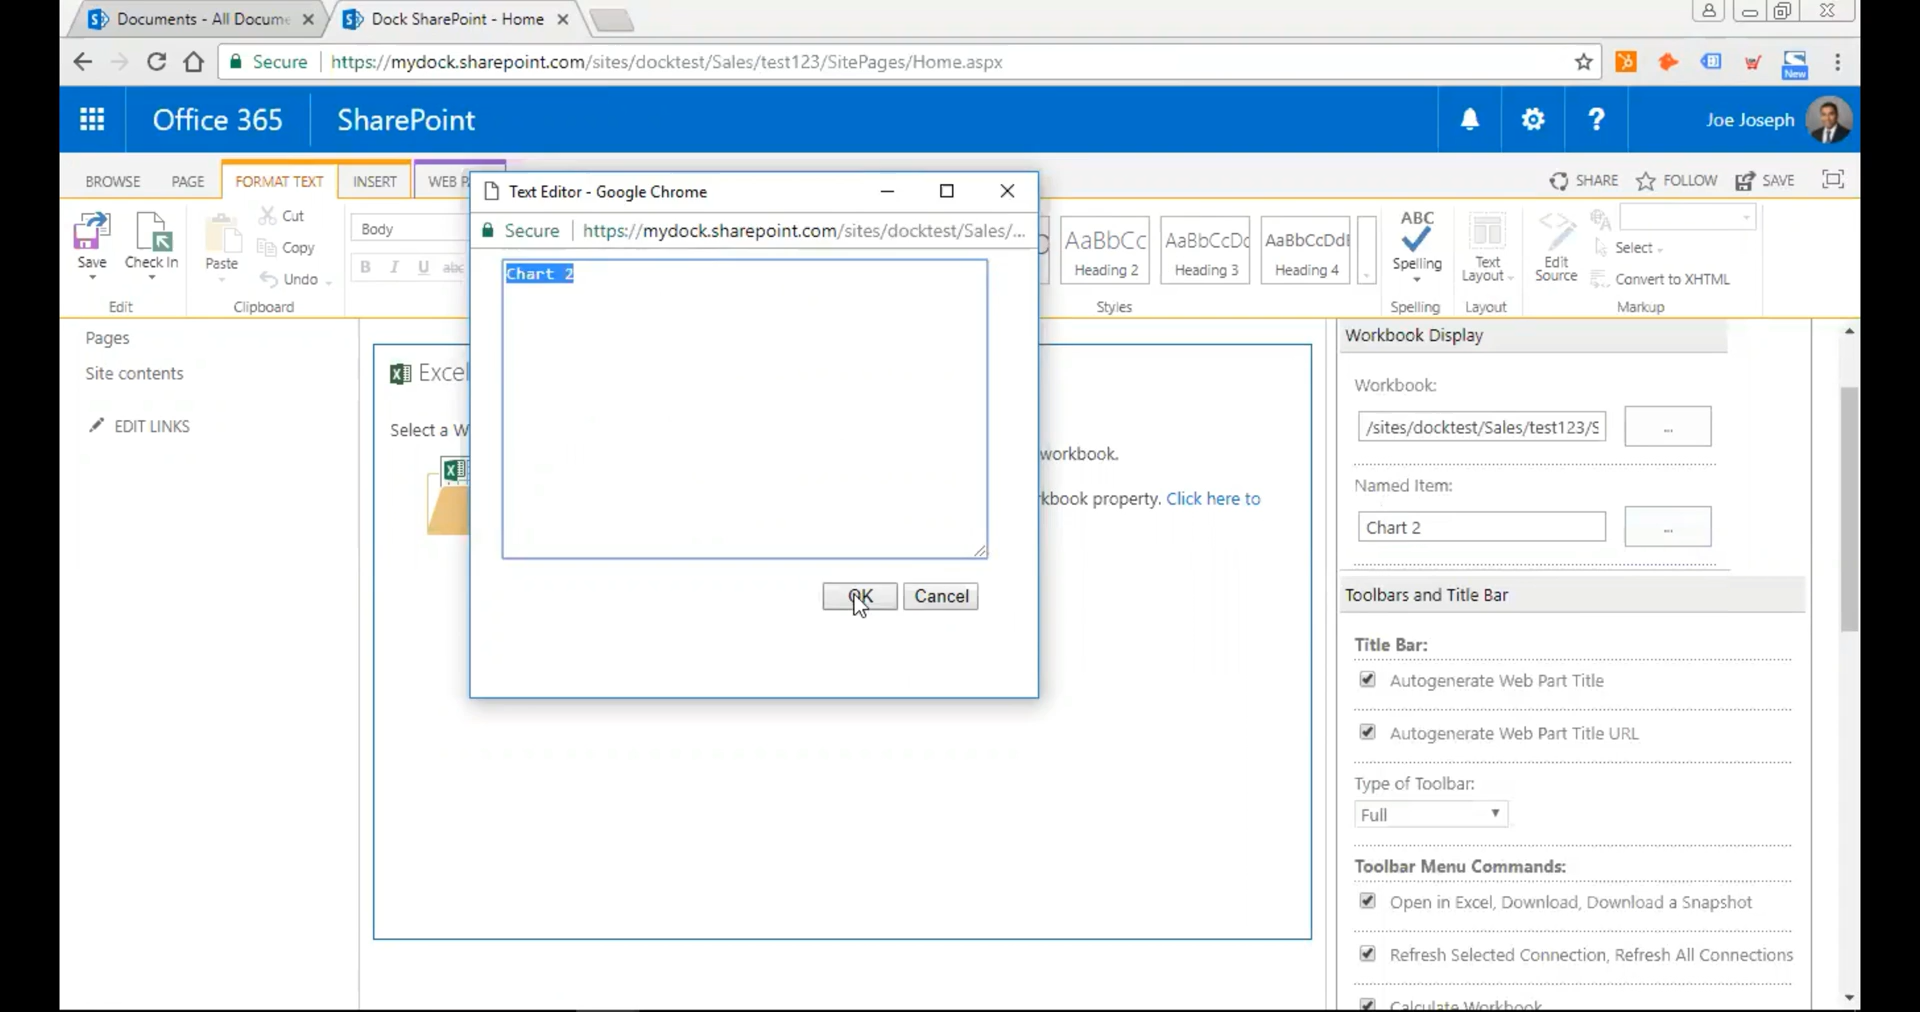 Documents - All Docum
Dock SharePoint - Home
Secure
https://mydock.sharepoint.com/sites/docktest/Sales/test123/SitePages/Home.aspx
New
Office 365
SharePoint
Joe Joseph
BROWSE
PAGE
FORMAT TEXT
INSERT
WEB P
SHARE
FOLLOW
SAVE
Save
Check In
Edit
Paste
Cut
Copy
Undo
Clipboard
Body
B I U abc
AaBbCc
Heading 2
AaBbCcDc
Heading 3
AaBbCcDdI
Heading 4
Styles
ABC
Spelling
Spelling
Text
Layout
Layout
Edit
Source
Select
Convert to XHTML
Markup
Pages
Site contents
EDIT LINKS
Excel
Select a W
workbook.
kbook property. Click here to
Text Editor - Google Chrome
Secure
https://mydock.sharepoint.com/sites/docktest/Sales/...
Chart 2
OK
Cancel
Workbook Display
Workbook:
/sites/docktest/Sales/test123/S
...
Named Item:
Chart 2
...
Toolbars and Title Bar
Title Bar:
Autogenerate Web Part Title
Autogenerate Web Part Title URL
Type of Toolbar:
Full
Toolbar Menu Commands:
Open in Excel, Download, Download a Snapshot
Refresh Selected Connection, Refresh All Connections
Calculate Workbook